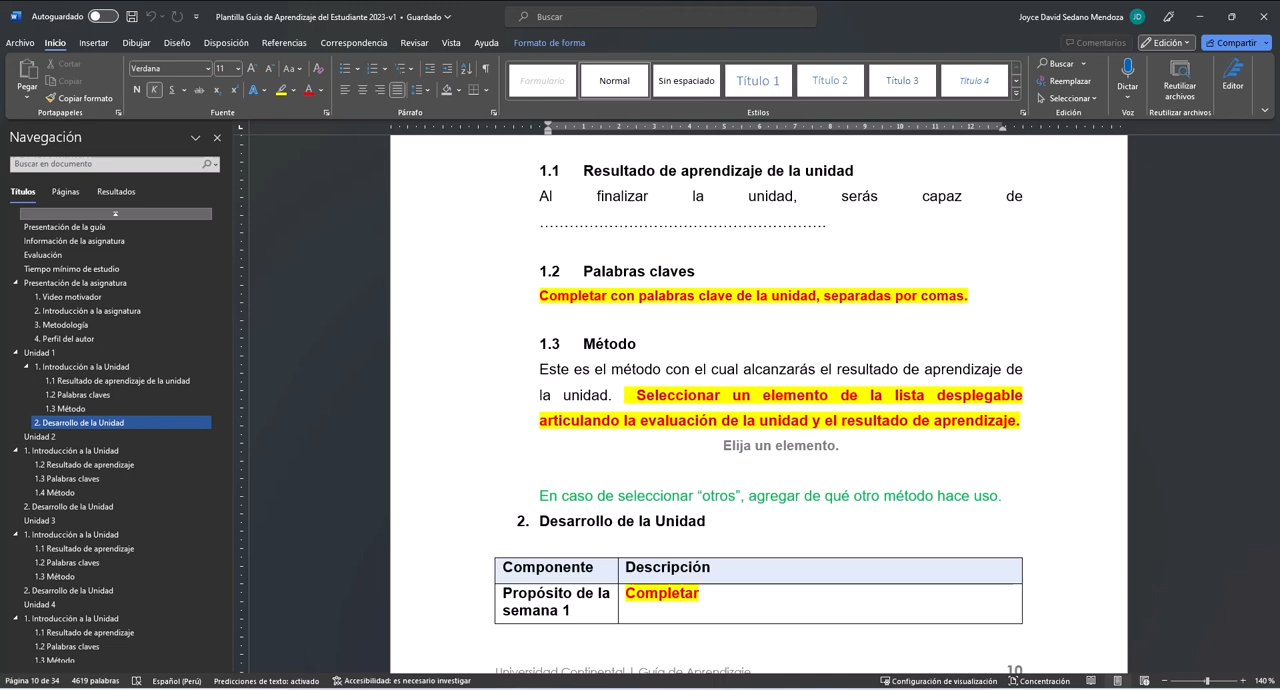 Autoguardado
Plantilla Guia de Aprendizaje del Estudiante 2023-v1 • Guardado
Buscar
Joyce David Sedano Mendoza
JD
Archivo Inicio Insertar Dibujar Diseño Disposición Referencias Correspondencia Revisar Vista Ayuda Formato de forma
Comentarios
Edición
Compartir
Pegar
Cortar
Copiar
Copiar formato
Portapapeles
Verdana
11
Fuente
Párrafo
Formulario
Normal
Sin espaciado
Título 1
Título 2
Título 3
Título 4
Estilos
Buscar
Reemplazar
Seleccionar
Edición
Dictar
Voz
Reutilizar archivos
Reutilizar archivos
Editor
Navegación
Buscar en documento
Títulos Páginas Resultados
Presentación de la guía
Información de la asignatura
Evaluación
Tiempo mínimo de estudio
Presentación de la asignatura
1. Video motivador
2. Introducción a la asignatura
3. Metodología
4. Perfil del autor
Unidad 1
1. Introducción a la Unidad
1.1 Resultado de aprendizaje de la unidad
1.2 Palabras claves
1.3 Método
2. Desarrollo de la Unidad
Unidad 2
1. Introducción a la Unidad
1.2 Resultado de aprendizaje
1.3 Palabras claves
1.4 Método
2. Desarrollo de la Unidad
Unidad 3
1. Introducción a la Unidad
1.1 Resultado de aprendizaje
1.2 Palabras claves
1.3 Método
2. Desarrollo de la Unidad
Unidad 4
1. Introducción a la Unidad
1.1 Resultado de aprendizaje
1.2 Palabras claves
1.3 Método
1 2 3 4 5 6 7 8 9 10 11 12
1.1 Resultado de aprendizaje de la unidad
Al finalizar la unidad, serás capaz de
……………………………………………………
1.2 Palabras claves
Completar con palabras clave de la unidad, separadas por comas.
1.3 Método
Este es el método con el cual alcanzarás el resultado de aprendizaje de
la unidad. Seleccionar un elemento de la lista desplegable
articulando la evaluación de la unidad y el resultado de aprendizaje.
Elija un elemento.
En caso de seleccionar “otros”, agregar de qué otro método hace uso.
2. Desarrollo de la Unidad
Componente Descripción
Propósito de la Completar
semana 1
Universidad Continental | Guía de Aprendizaje 10
Página 10 de 34 4619 palabras Español (Perú) Predicciones de texto: activado Accesibilidad: es necesario investigar
Configuración de visualización Concentración 140 %